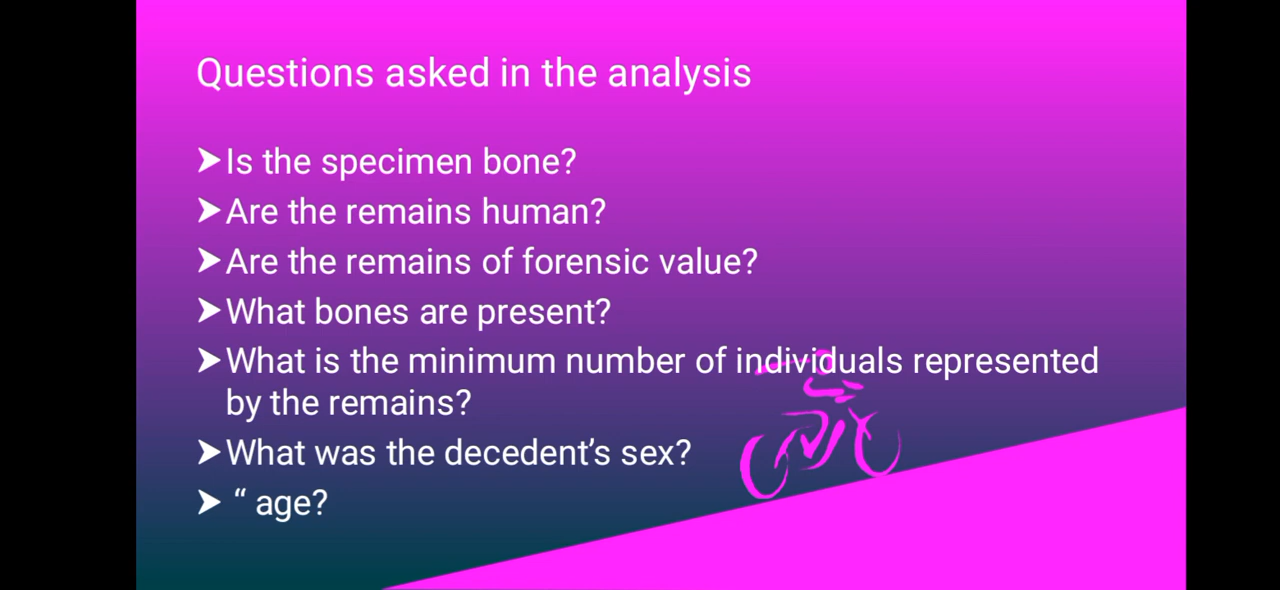 Questions asked in the analysis
➤Is the specimen bone?
➤Are the remains human?
➤Are the remains of forensic value?
➤What bones are present?
➤What is the minimum number of individuals represented
by the remains?
➤What was the decedent’s sex?
➤ “ age?